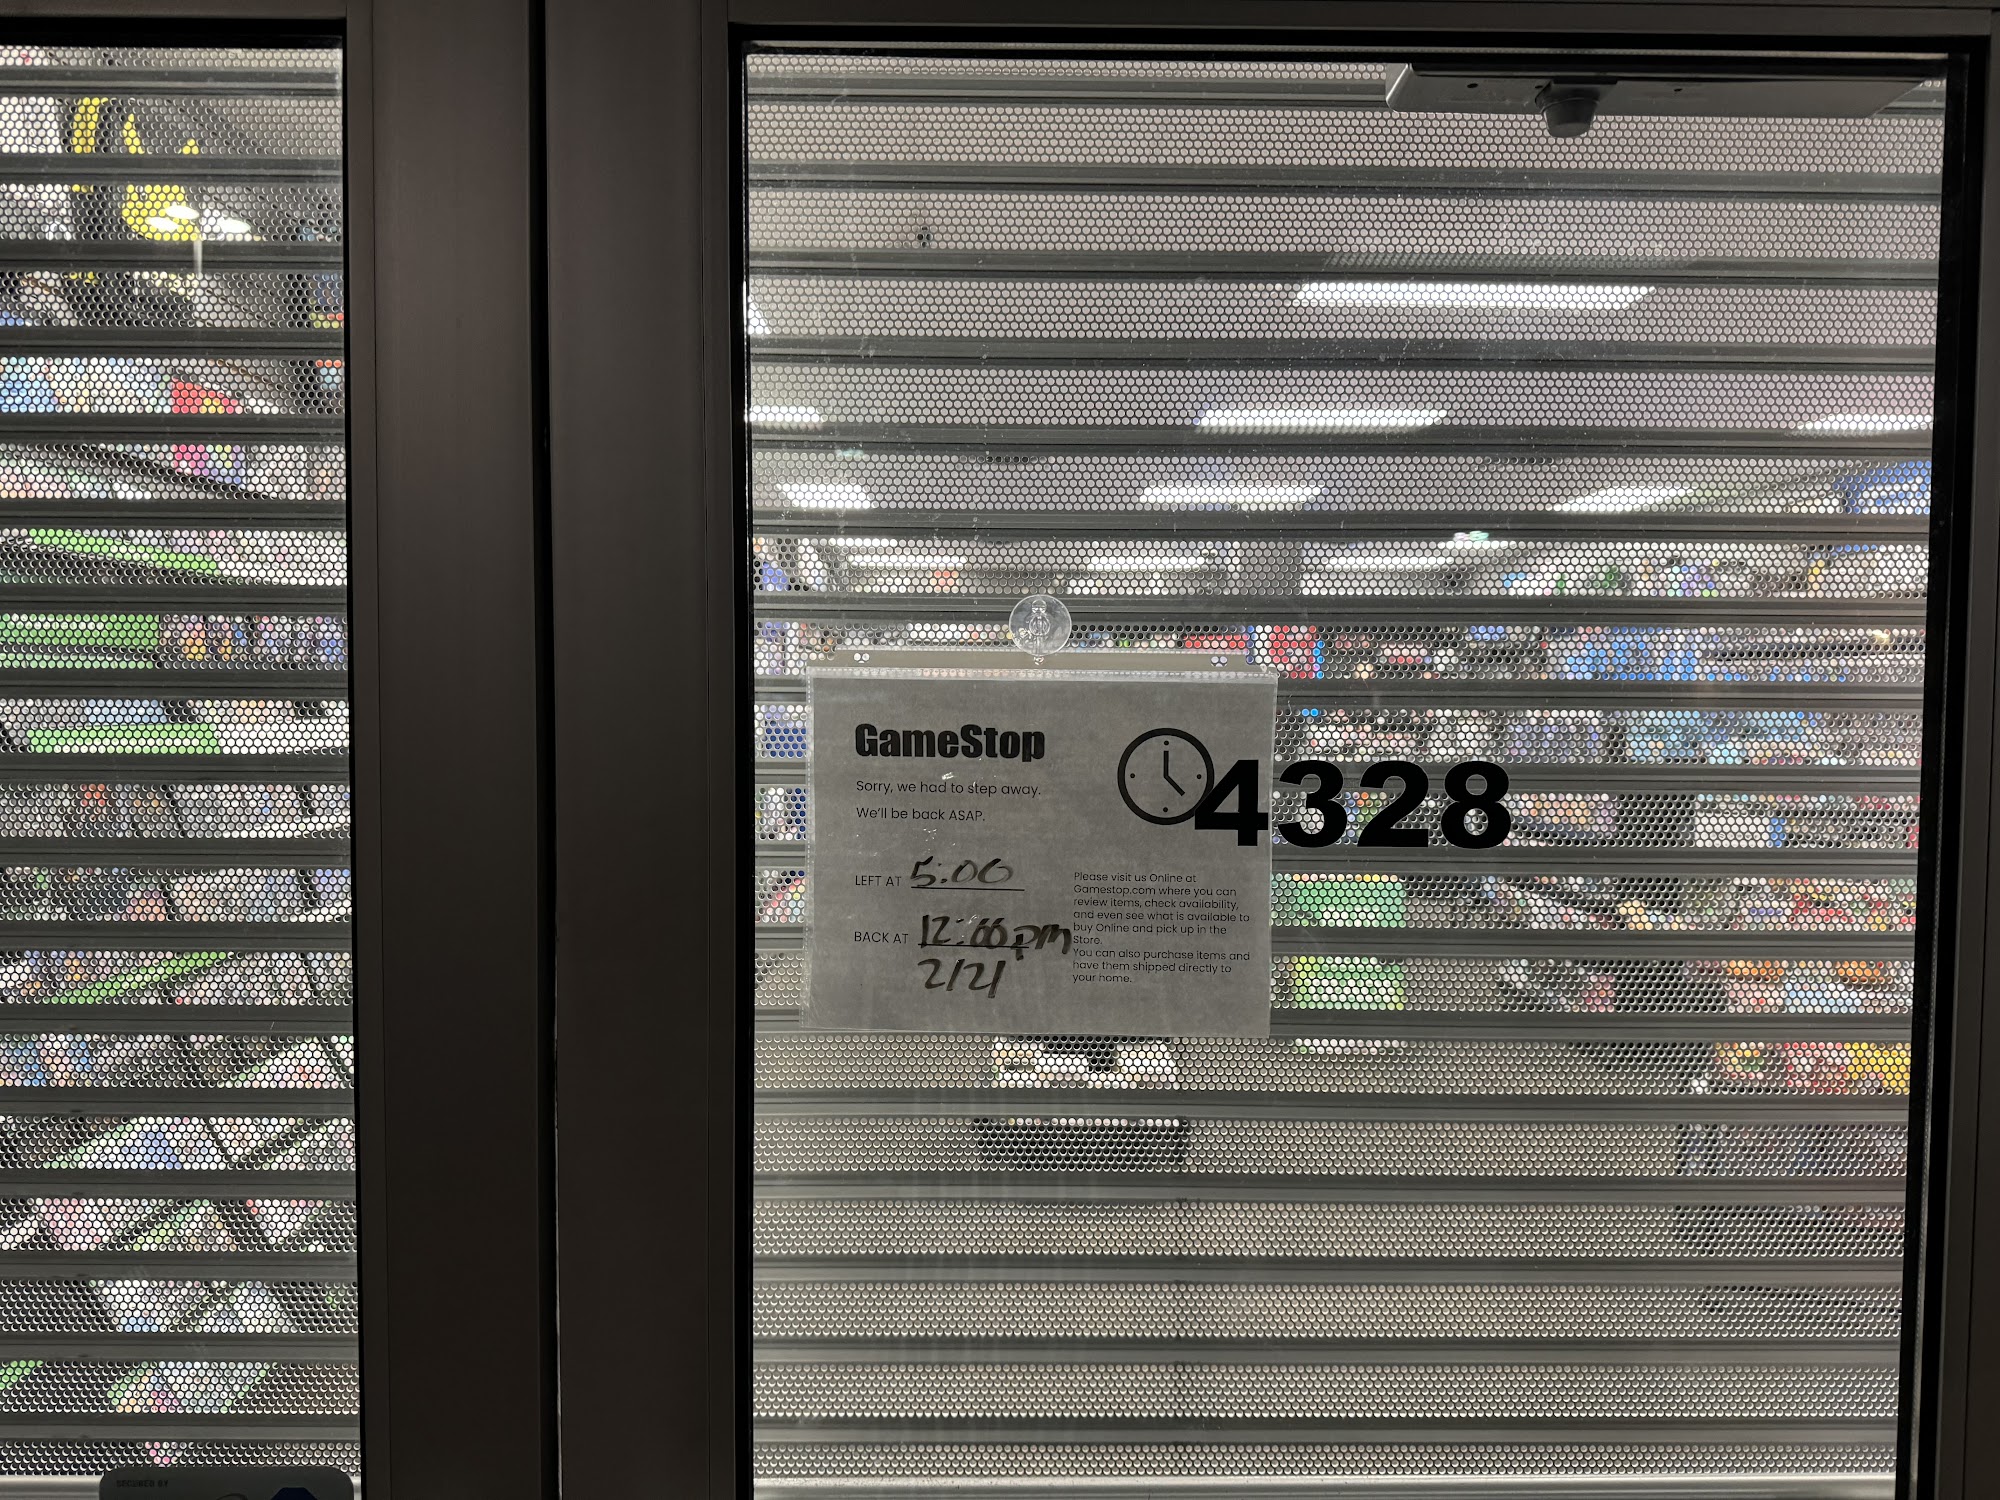 GameStop
Sorry, we had to step away.
We'll be back ASAP.
4328
LEFT AT 5:00
BACK AT 12:00pm
2/21
Please visit us Online at
Gamestop.com where you can
review items, check availability,
and even see what is available to
buy Online and pick up in the
Store.
You can also purchase items and
have them shipped directly to
your home.
SECURED BY